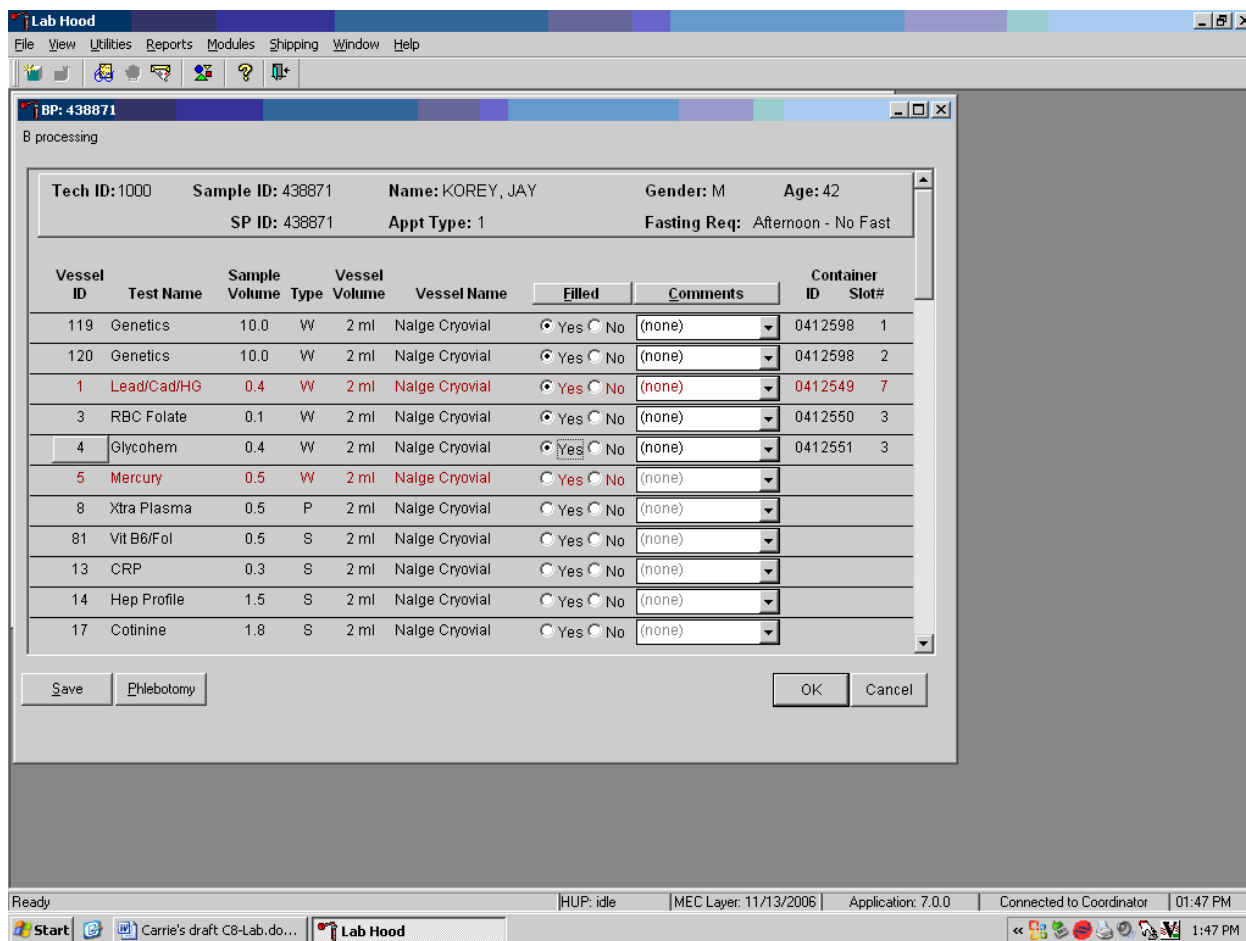 Lab Hood
File View Utilities Reports Modules Shipping Window Help
BP: 438871
B processing
Tech ID: 1000 Sample ID: 438871 Name: KOREY, JAY Gender: M Age: 42
SP ID: 438871 Appt Type: 1 Fasting Req: Afternoon - No Fast
Vessel Sample Vessel Container
ID Test Name Volume Type Volume Vessel Name Filled Comments ID Slot#
119 Genetics 10.0 W 2 ml Nalge Cryovial Yes No (none) 0412598 1
120 Genetics 10.0 W 2 ml Nalge Cryovial Yes No (none) 0412598 2
1 Lead/Cad/HG 0.4 W 2 ml Nalge Cryovial Yes No (none) 0412549 7
3 RBC Folate 0.1 W 2 ml Nalge Cryovial Yes No (none) 0412550 3
4 Glycohem 0.4 W 2 ml Nalge Cryovial Yes No (none) 0412551 3
5 Mercury 0.5 W 2 ml Nalge Cryovial Yes No (none)
8 Xtra Plasma 0.5 P 2 ml Nalge Cryovial Yes No (none)
81 Vit B6/Fol 0.5 S 2 ml Nalge Cryovial Yes No (none)
13 CRP 0.3 S 2 ml Nalge Cryovial Yes No (none)
14 Hep Profile 1.5 S 2 ml Nalge Cryovial Yes No (none)
17 Cotinine 1.8 S 2 ml Nalge Cryovial Yes No (none)
Save Phlebotomy OK Cancel
Ready HUP: idle MEC Layer: 11/13/2006 Application: 7.0.0 Connected to Coordinator 01:47 PM
Start Carrie's draft C8-Lab.do... Lab Hood 1:47 PM